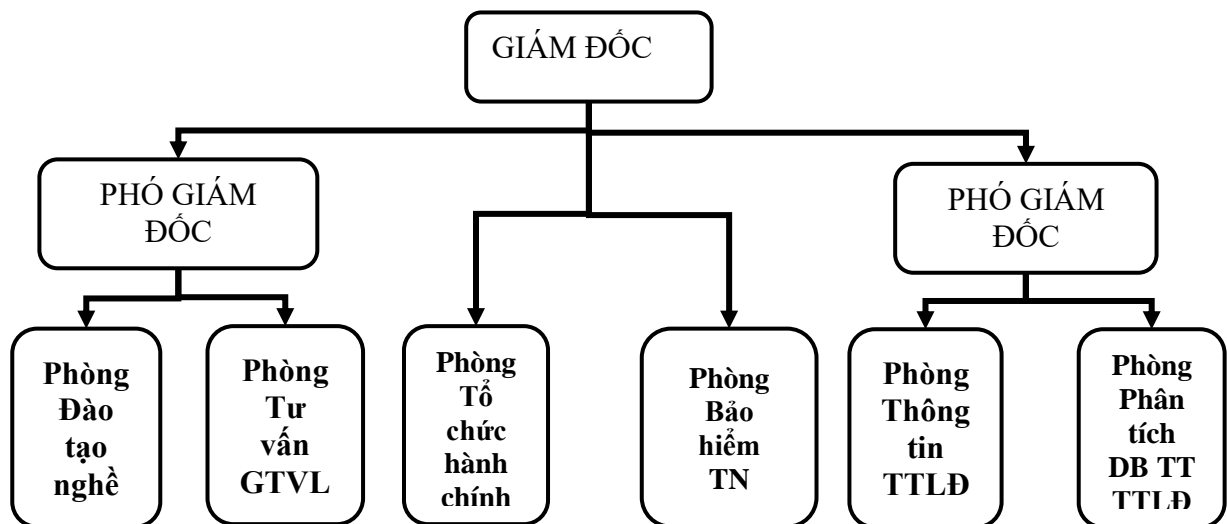 GIÁM ĐỐC
PHÓ GIÁM
ĐỐC
PHÓ GIÁM
ĐỐC
Phòng
Đào
tạo
nghề
Phòng
Tư
vấn
GTVL
Phòng
Tổ
chức
hành
chính
Phòng
Bảo
hiểm
TN
Phòng
Thông
tin
TTLĐ
Phòng
Phân
tích
DB TT
TTLĐ